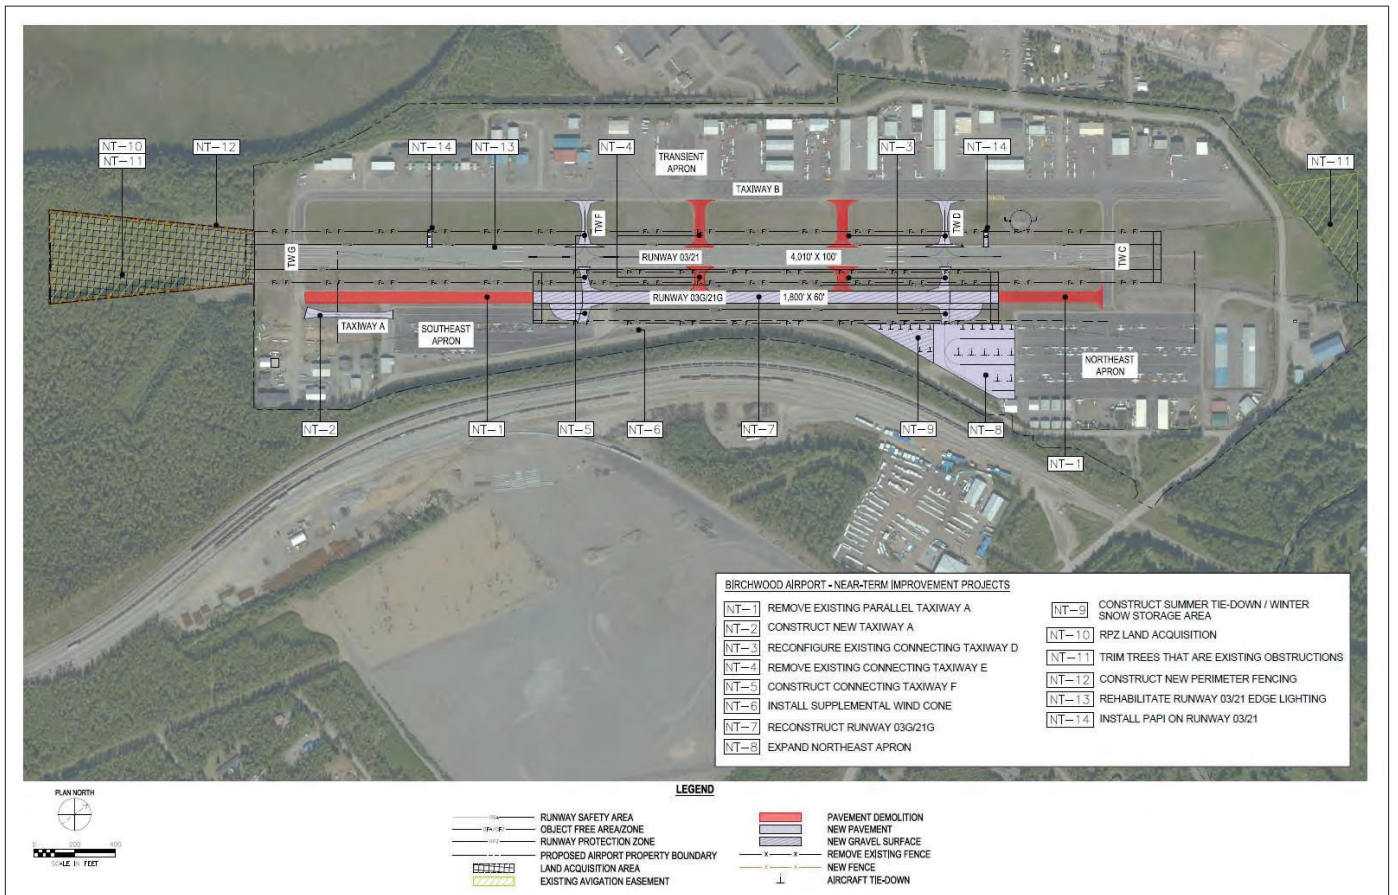 NT-10
NT-11
NT-12
NT-14
NT-13
NT-4
TRANSIENT
APRON
NT-3
NT-14
NT-11
TAXIWAY B
TW G
TW F
TW D
TW C
RUNWAY 03/21
4,010' X 100'
RUNWAY 03G/21G
1,800' X 60'
TAXIWAY A
SOUTHEAST
APRON
NORTHEAST
APRON
NT-2
NT-1
NT-5
NT-6
NT-7
NT-9
NT-8
NT-1
BIRCHWOOD AIRPORT - NEAR-TERM IMPROVEMENT PROJECTS
NT-1 REMOVE EXISTING PARALLEL TAXIWAY A
NT-2 CONSTRUCT NEW TAXIWAY A
NT-3 RECONFIGURE EXISTING CONNECTING TAXIWAY D
NT-4 REMOVE EXISTING CONNECTING TAXIWAY E
NT-5 CONSTRUCT CONNECTING TAXIWAY F
NT-6 INSTALL SUPPLEMENTAL WIND CONE
NT-7 RECONSTRUCT RUNWAY 03G/21G
NT-8 EXPAND NORTHEAST APRON
NT-9 CONSTRUCT SUMMER TIE-DOWN / WINTER
SNOW STORAGE AREA
NT-10 RPZ LAND ACQUISITION
NT-11 TRIM TREES THAT ARE EXISTING OBSTRUCTIONS
NT-12 CONSTRUCT NEW PERIMETER FENCING
NT-13 REHABILITATE RUNWAY 03/21 EDGE LIGHTING
NT-14 INSTALL PAPI ON RUNWAY 03/21
PLAN NORTH
0 200 400
SCALE IN FEET
LEGEND
RSA RUNWAY SAFETY AREA
OBJECT FREE AREA/ZONE
RPZ RUNWAY PROTECTION ZONE
PROPOSED AIRPORT PROPERTY BOUNDARY
LAND ACQUISITION AREA
EXISTING AVIGATION EASEMENT
PAVEMENT DEMOLITION
NEW PAVEMENT
NEW GRAVEL SURFACE
X X REMOVE EXISTING FENCE
X X NEW FENCE
AIRCRAFT TIE-DOWN